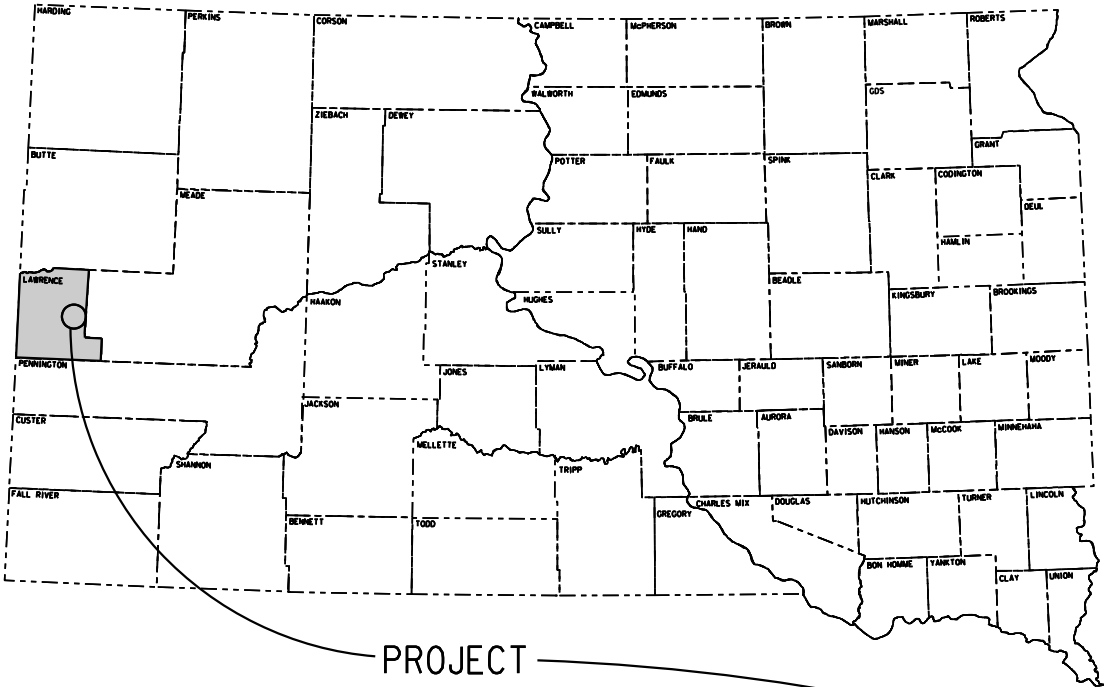 HARDING
PERKINS
CORSON
CAMPBELL
McPHERSON
BROWN
MARSHALL
ROBERTS
WALWORTH
EDMUNDS
GDS
ZIEBACH
DEWEY
GRANT
BUTTE
POTTER
FAULK
SPINK
CLARK
CODINGTON
MEADE
DEUL
SULLY
HYDE
HAND
HAMLIN
STANLEY
LAWRENCE
BEADLE
HAAKON
HUGHES
KINGSBURY
BROOKINGS
PENNINGTON
JONES
LYMAN
BUFFALO
JERAULD
SANBORN
MINER
LAKE
MOODY
JACKSON
CUSTER
BRULE
AURORA
DAVISON
HANSON
McCOOK
MINNEHAHA
MELLETTE
SHANNON
TRIPP
FALL RIVER
CHARLES MIX
DOUGLAS
HUTCHINSON
TURNER
LINCOLN
GREGORY
BENNETT
TODD
BON HOMME
YANKTON
CLAY
UNION
PROJECT